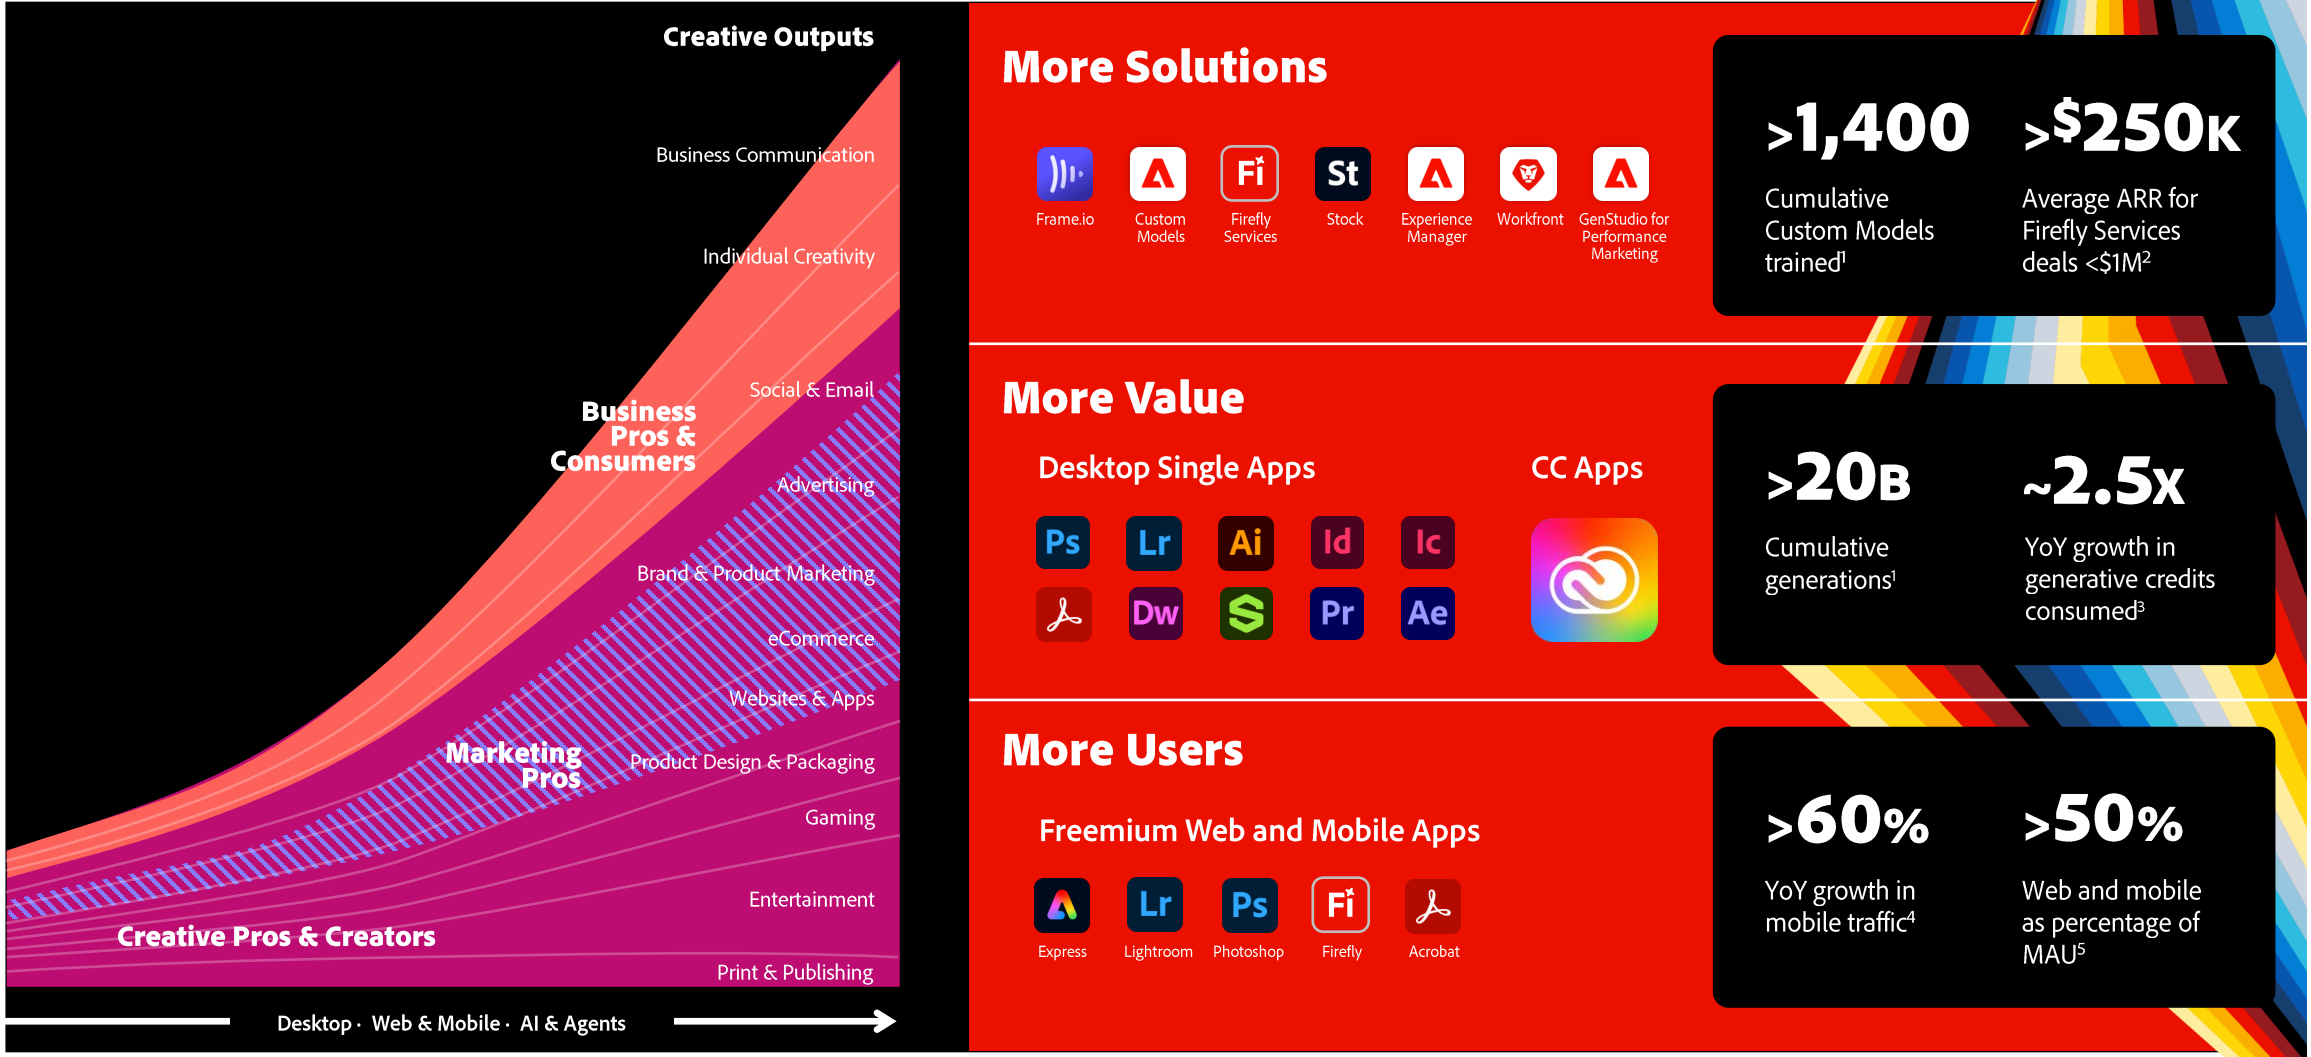 Creative Outputs
Business Communication
Individual Creativity
Social & Email
Business
Pros &
Consumers
Advertising
Brand & Product Marketing
eCommerce
Websites & Apps
Marketing
Pros
Product Design & Packaging
Gaming
Entertainment
Creative Pros & Creators
Print & Publishing
Desktop · Web & Mobile · AI & Agents
More Solutions
Fi St
Frame.io
Custom
Models
Firefly
Services
Stock
Experience
Manager
Workfront
GenStudio for
Performance
Marketing
>1,400
Cumulative
Custom Models
trained¹
>$250K
Average ARR for
Firefly Services
deals <$1M²
More Value
Desktop Single Apps
Ps Lr Ai Id Ic
Dw Pr Ae
CC Apps
>20B
Cumulative
generations¹
~2.5X
YoY growth in
generative credits
consumed³
More Users
Freemium Web and Mobile Apps
Lr Ps Fi
Express Lightroom Photoshop Firefly Acrobat
>60%
YoY growth in
mobile traffic⁴
>50%
Web and mobile
as percentage of
MAU⁵